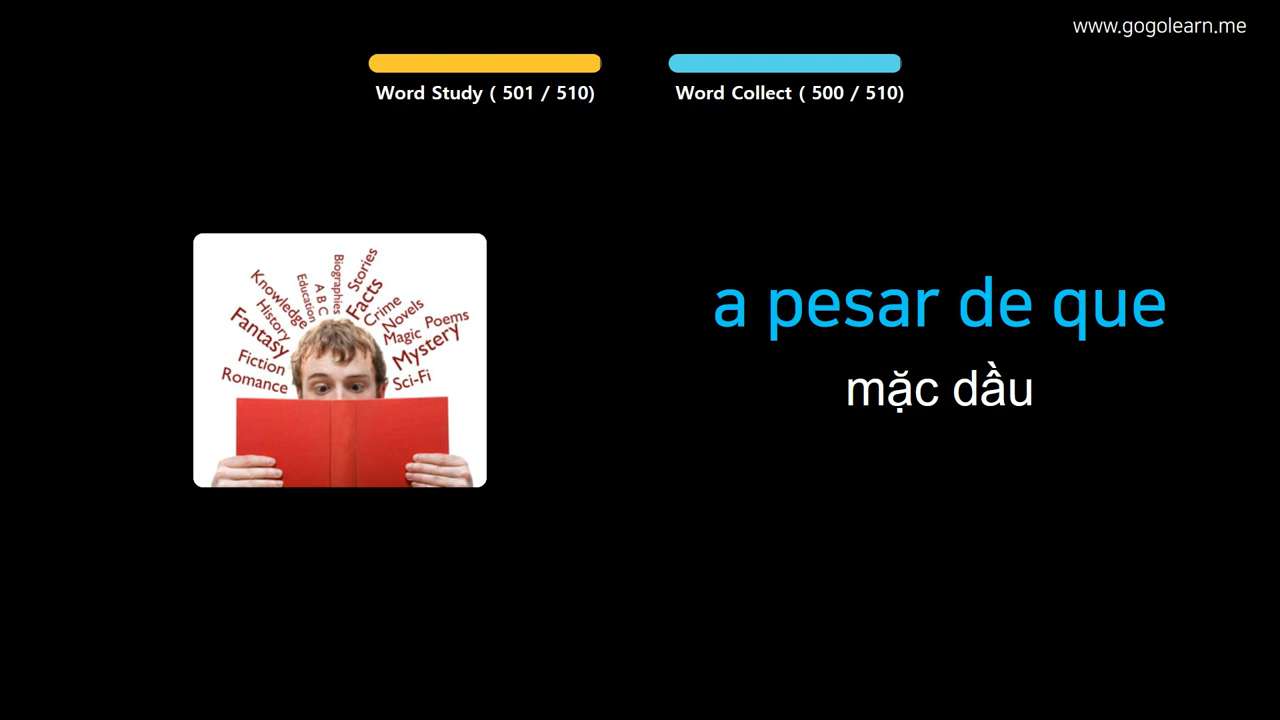 www.gogolearn.me
Word Study ( 501 / 510)
Word Collect ( 500 / 510)
a pesar de que
mặc dầu
Knowledge
History
Fantasy
Fiction
Romance
Education
A B C
Biographies
Stories
Facts
Crime
Novels
Magic
Poems
Mystery
Sci-Fi